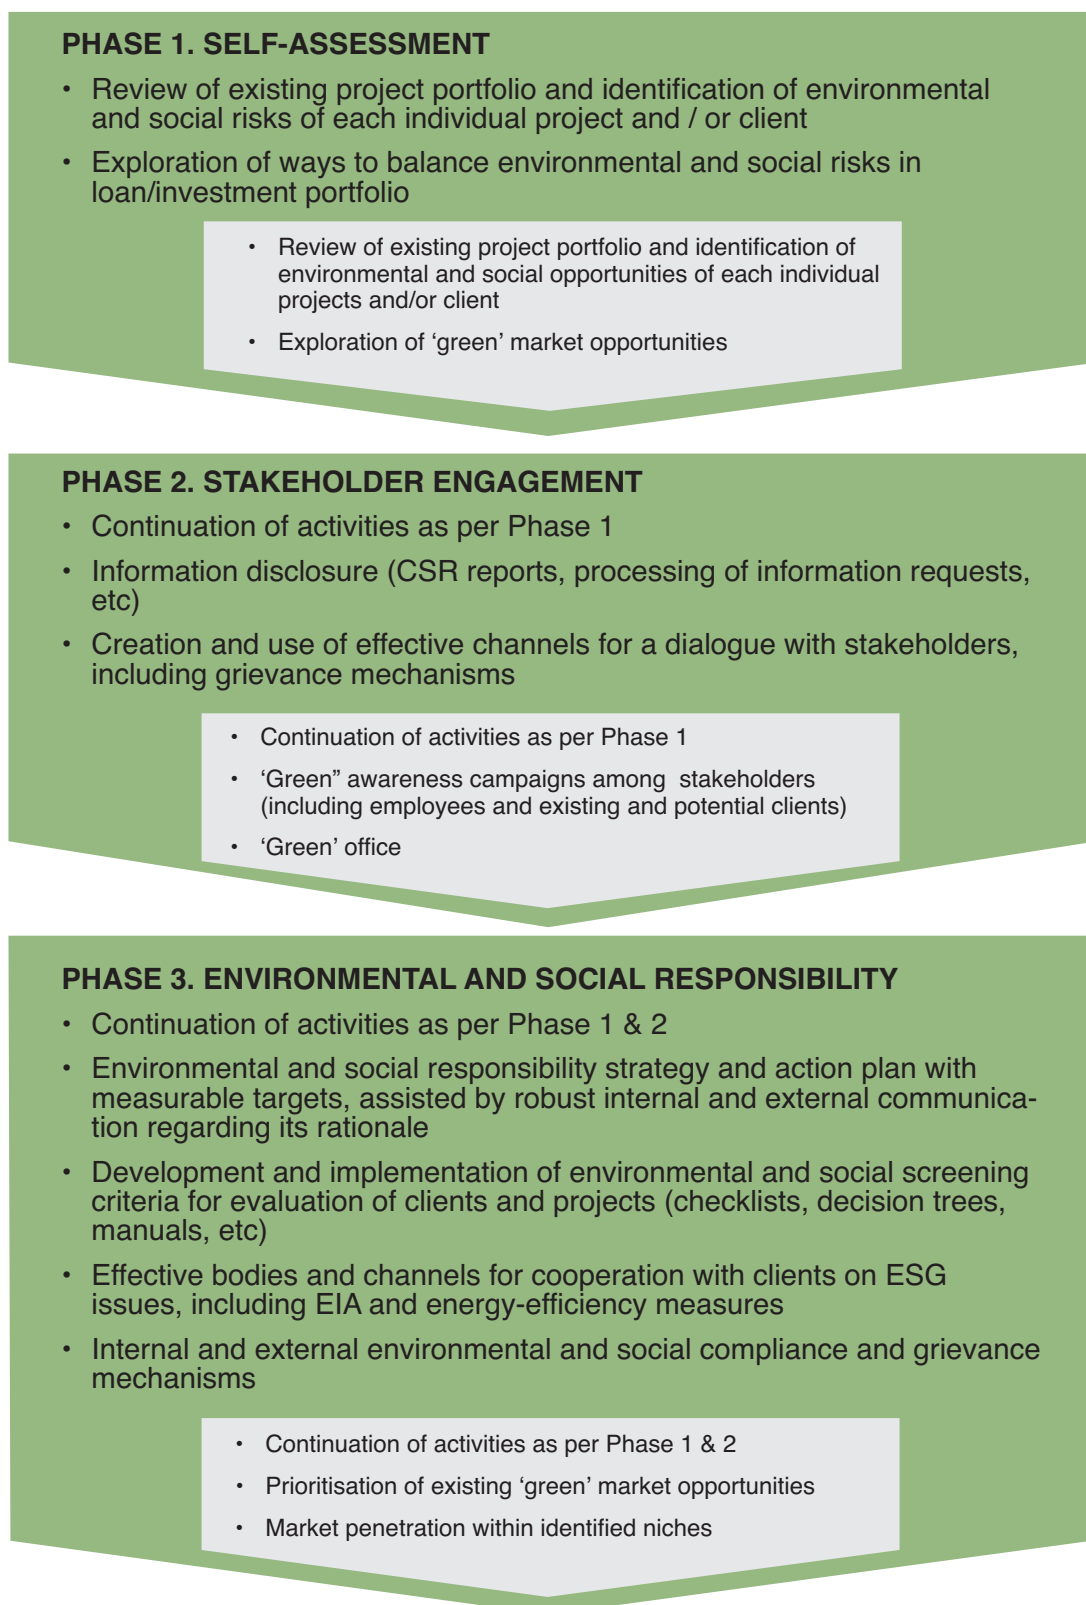 PHASE 1. SELF-ASSESSMENT
• Review of existing project portfolio and identification of environmental
and social risks of each individual project and / or client
• Exploration of ways to balance environmental and social risks in
loan/investment portfolio
• Review of existing project portfolio and identification of
environmental and social opportunities of each individual
projects and/or client
• Exploration of ‘green’ market opportunities
PHASE 2. STAKEHOLDER ENGAGEMENT
• Continuation of activities as per Phase 1
• Information disclosure (CSR reports, processing of information requests,
etc)
• Creation and use of effective channels for a dialogue with stakeholders,
including grievance mechanisms
• Continuation of activities as per Phase 1
• ‘Green” awareness campaigns among stakeholders
(including employees and existing and potential clients)
• ‘Green’ office
PHASE 3. ENVIRONMENTAL AND SOCIAL RESPONSIBILITY
• Continuation of activities as per Phase 1 & 2
• Environmental and social responsibility strategy and action plan with
measurable targets, assisted by robust internal and external communica-
tion regarding its rationale
• Development and implementation of environmental and social screening
criteria for evaluation of clients and projects (checklists, decision trees,
manuals, etc)
• Effective bodies and channels for cooperation with clients on ESG
issues, including EIA and energy-efficiency measures
• Internal and external environmental and social compliance and grievance
mechanisms
• Continuation of activities as per Phase 1 & 2
• Prioritisation of existing ‘green’ market opportunities
• Market penetration within identified niches